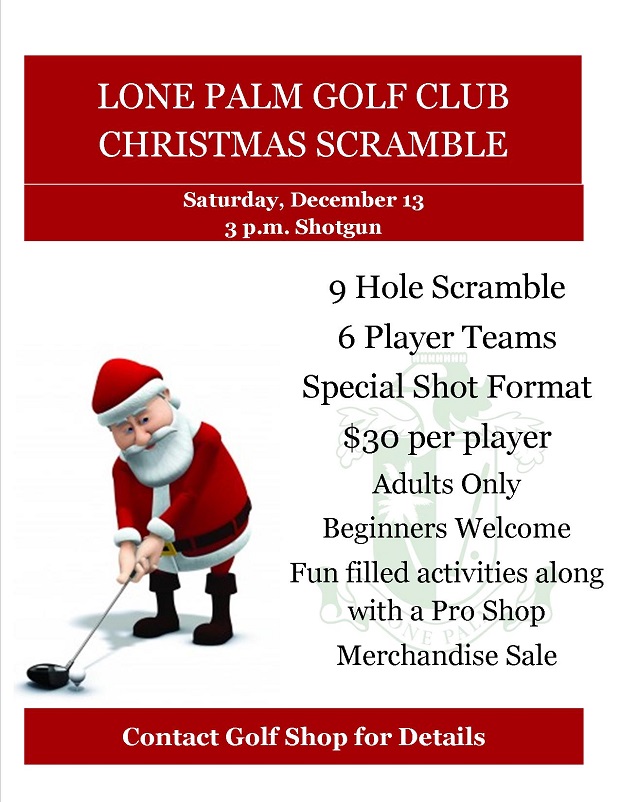 LONE PALM GOLF CLUB
CHRISTMAS SCRAMBLE
Saturday, December 13
3 p.m. Shotgun
9 Hole Scramble
6 Player Teams
Special Shot Format
$30 per player
Adults Only
Beginners Welcome
Fun filled activities along
with a Pro Shop
LONE PALM
Merchandise Sale
Contact Golf Shop for Details